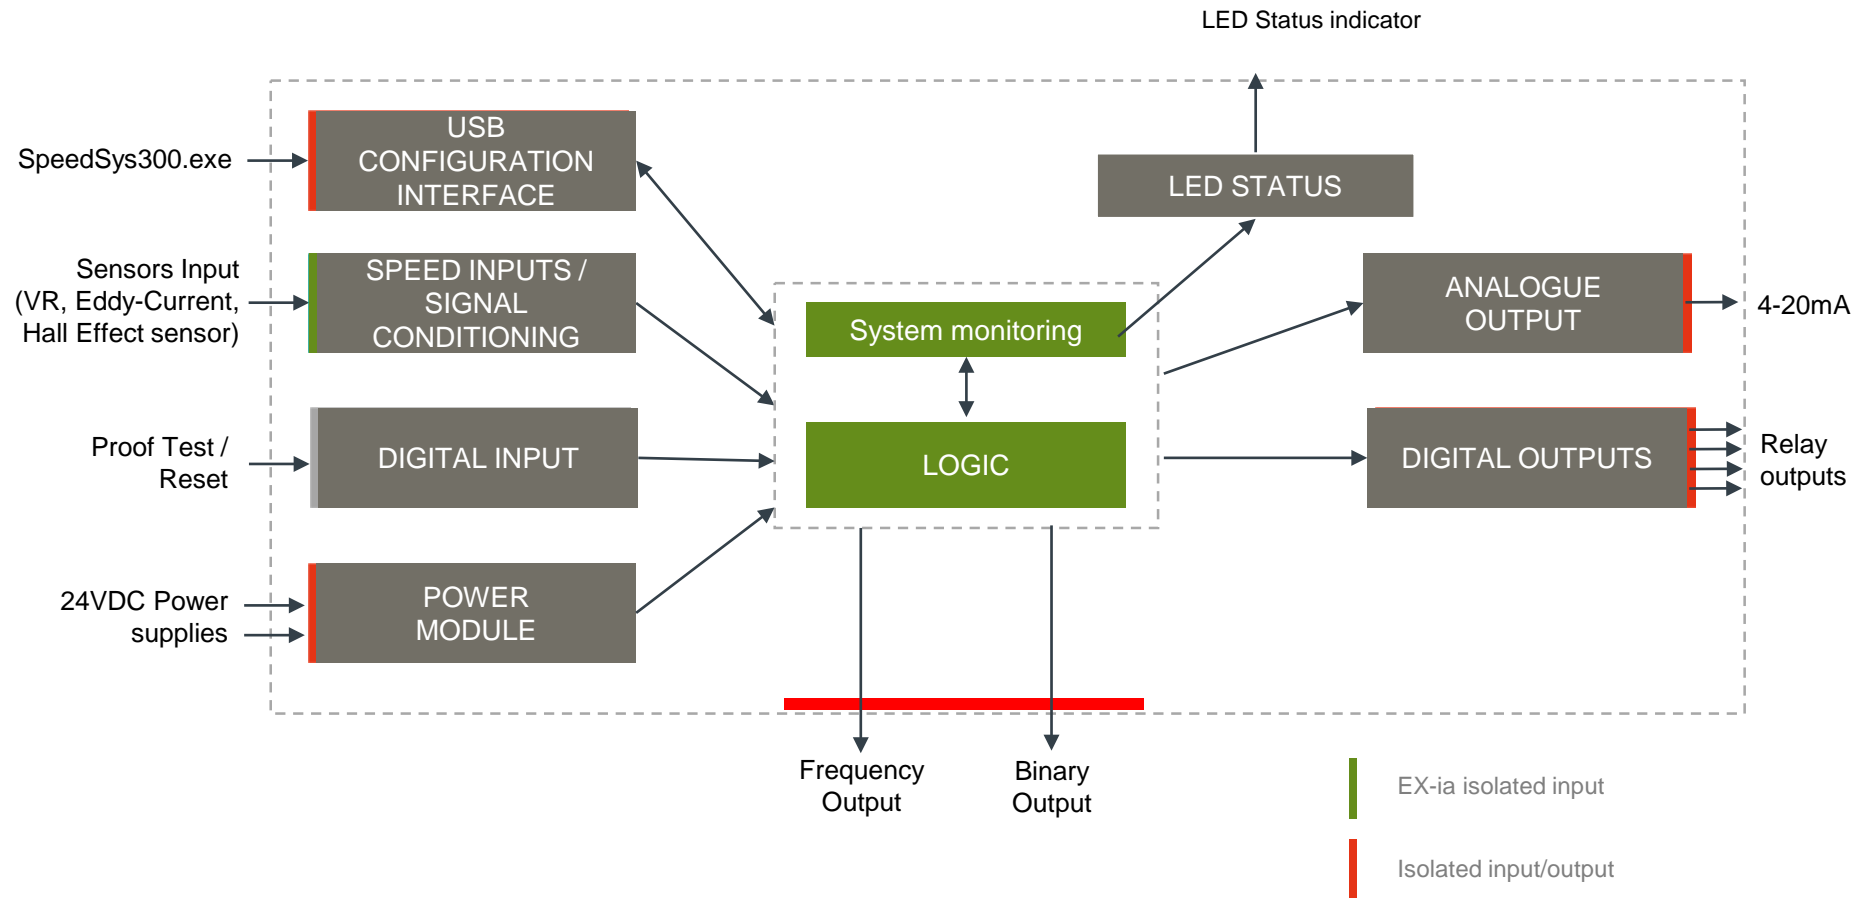 LED Status indicator
SpeedSys300.exe
USB
CONFIGURATION
INTERFACE
LED STATUS
Sensors Input
(VR, Eddy-Current,
Hall Effect sensor)
SPEED INPUTS /
SIGNAL
CONDITIONING
System monitoring
ANALOGUE
OUTPUT
4-20mA
Proof Test /
Reset
DIGITAL INPUT
LOGIC
DIGITAL OUTPUTS
Relay
outputs
24VDC Power
supplies
POWER
MODULE
Frequency
Output
Binary
Output
EX-ia isolated input
Isolated input/output